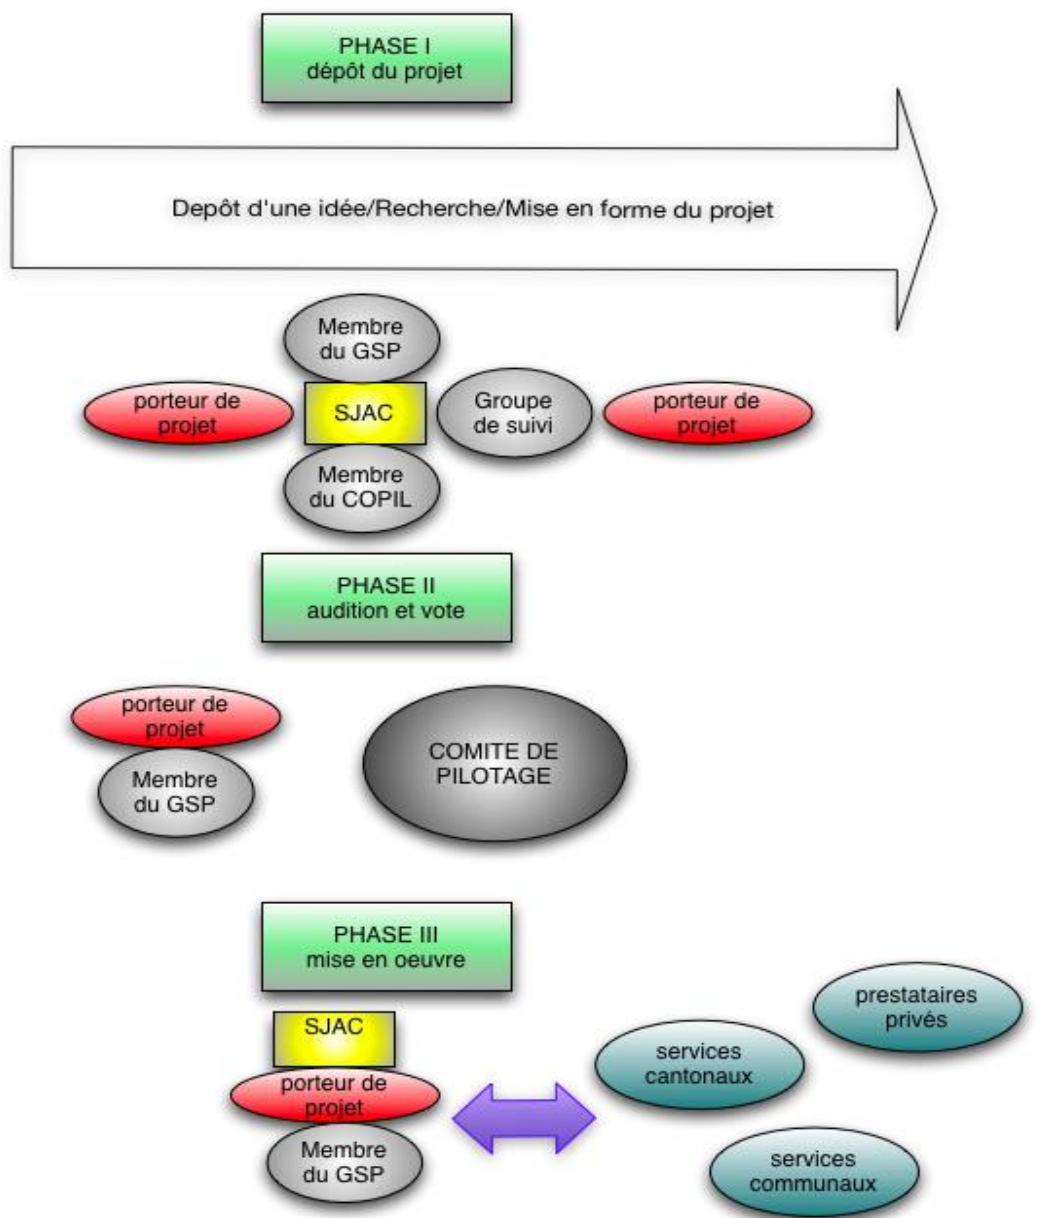 PHASE I
dépôt du projet
Depôt d'une idée/Recherche/Mise en forme du projet
Membre
du GSP
porteur de
projet
SJAC
Groupe
de suivi
porteur de
projet
Membre
du COPIL
PHASE II
audition et vote
porteur de
projet
Membre
du GSP
COMITE DE
PILOTAGE
PHASE III
mise en oeuvre
SJAC
porteur de
projet
Membre
du GSP
prestataires
privés
services
cantonaux
services
communaux